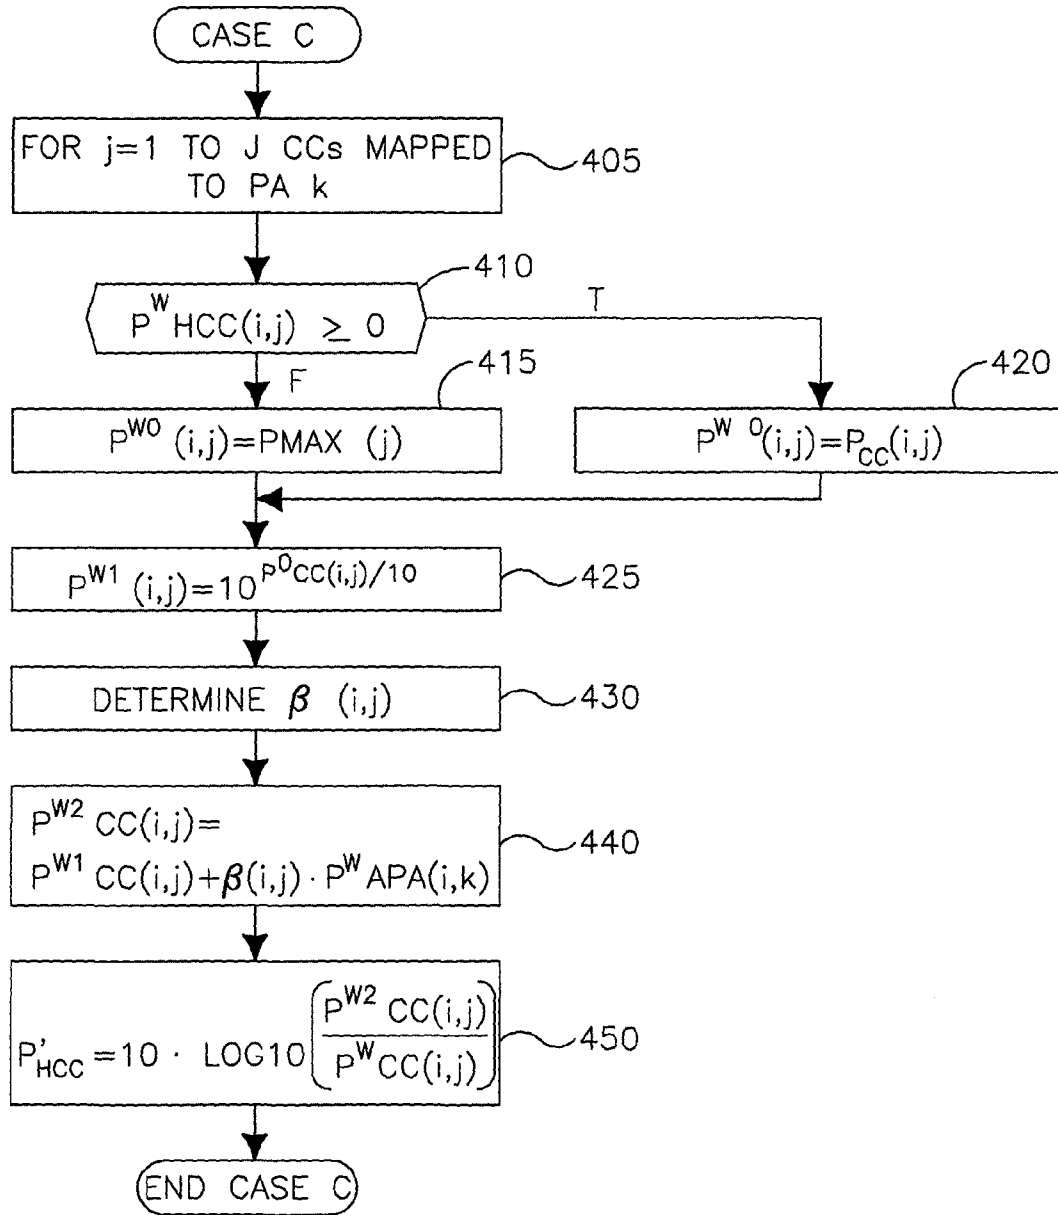 CASE C
FOR j=1 TO J CCs MAPPED
TO PA k
405
410
P^W HCC(i,j) ≥ 0
T
F
415
420
P^W0 (i,j)=PMAX (j)
P^W 0(i,j)=P_CC(i,j)
P^W1 (i,j)=10^P^0CC(i,j)/10
425
DETERMINE β (i,j)
430
P^W2 CC(i,j)=
P^W1 CC(i,j)+β(i,j)·P^W APA(i,k)
440
P'_HCC=10 · LOG10[P^W2 CC(i,j)/P^W CC(i,j)]
450
END CASE C